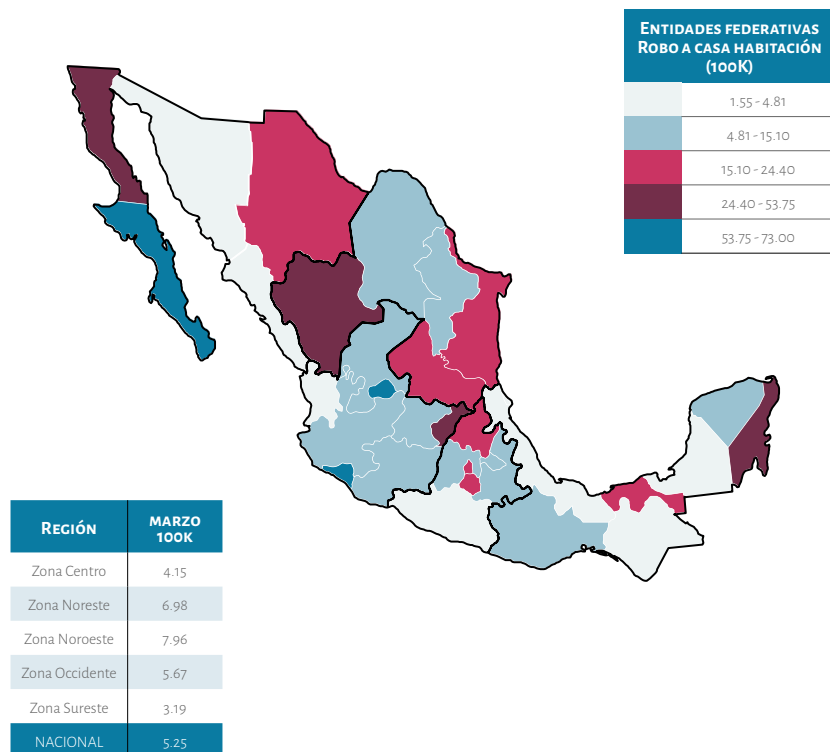 Entidades federativas
Robo a casa habitación
(100K)
1.55 - 4.81
4.81 - 15.10
15.10 - 24.40
24.40 - 53.75
53.75 - 73.00
Región
marzo
100k
Zona Centro 4.15
Zona Noreste 6.98
Zona Noroeste 7.96
Zona Occidente 5.67
Zona Sureste 3.19
NACIONAL 5.25